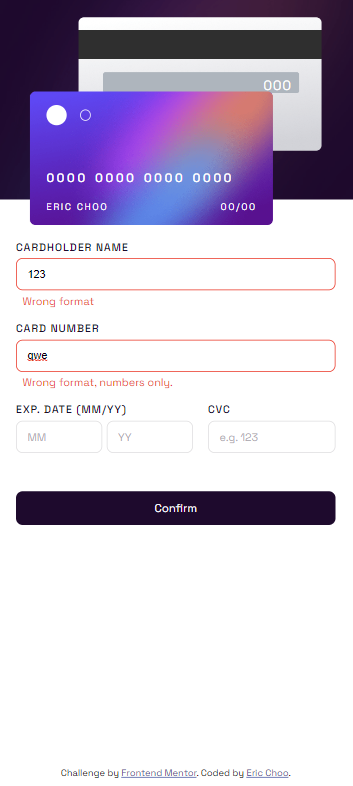 000
0000 0000 0000 0000
ERIC CHOO 00/00
CARDHOLDER NAME
123
Wrong format
CARD NUMBER
qwe
Wrong format, numbers only.
EXP. DATE (MM/YY) CVC
MM YY e.g. 123
Confirm
Challenge by Frontend Mentor. Coded by Eric Choo.